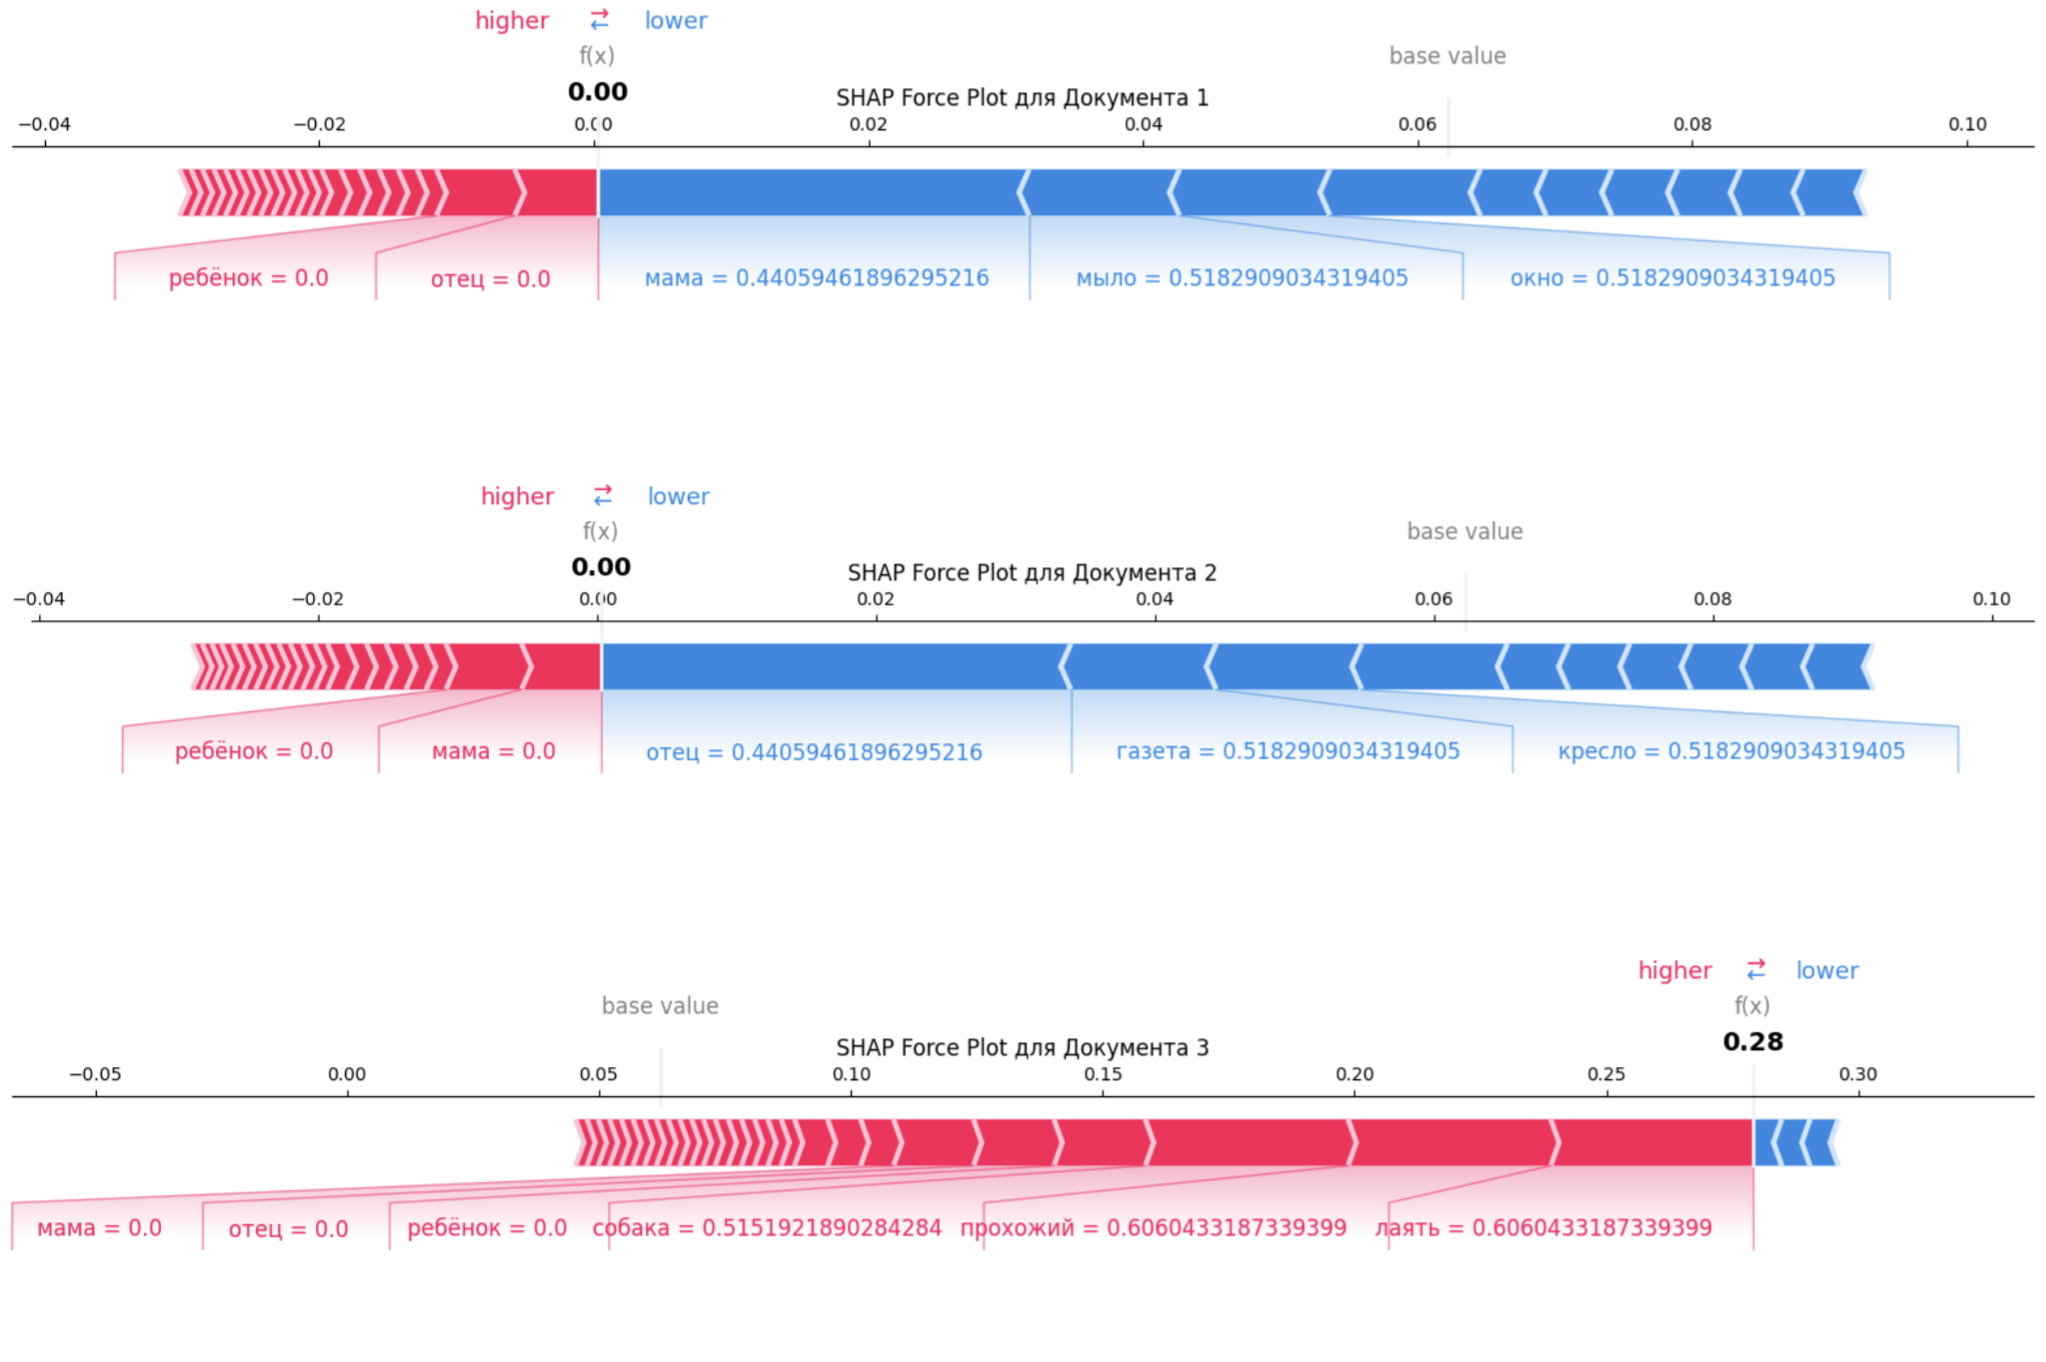 higher ⇄ lower
f(x)
base value
0.00
SHAP Force Plot для Документа 1
−0.04 −0.02 0.00 0.02 0.04 0.06 0.08 0.10
ребёнок = 0.0 отец = 0.0 мама = 0.44059461896295216 мыло = 0.5182909034319405 окно = 0.5182909034319405
higher ⇄ lower
f(x)
base value
0.00
SHAP Force Plot для Документа 2
−0.04 −0.02 0.00 0.02 0.04 0.06 0.08 0.10
ребёнок = 0.0 мама = 0.0 отец = 0.44059461896295216 газета = 0.5182909034319405 кресло = 0.5182909034319405
higher ⇄ lower
base value
f(x)
0.28
SHAP Force Plot для Документа 3
−0.05 0.00 0.05 0.10 0.15 0.20 0.25 0.30
мама = 0.0 отец = 0.0 ребёнок = 0.0 собака = 0.5151921890284284 прохожий = 0.6060433187339399 лаять = 0.6060433187339399